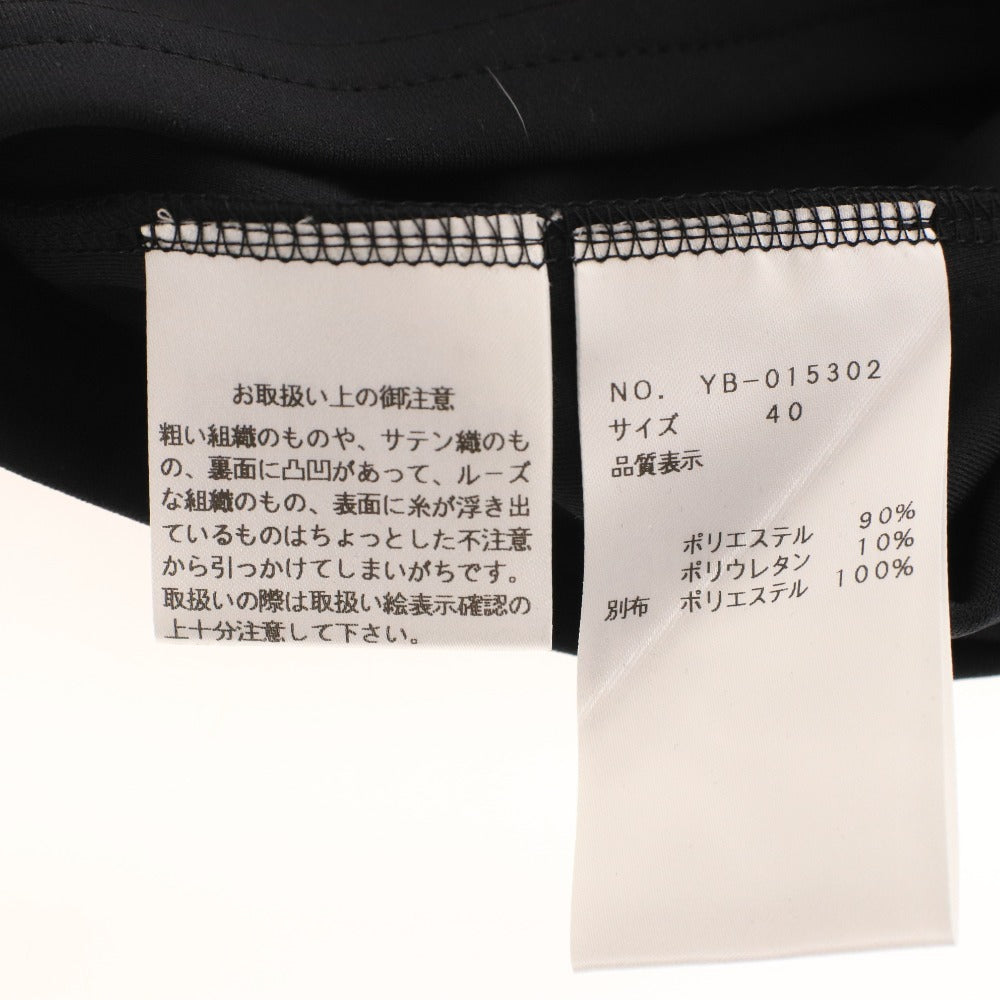 お取扱い上の御注意
粗い組織のものや、サテン織のも
の、裏面に凸凹があって、ルーズ
な組織のもの、表面に糸が浮き出
ているものはちょっとした不注意
から引っかけてしまいがちです。
取扱いの際は取扱い絵表示確認の
上十分注意して下さい。
NO. YB-015302
サイズ 40
品質表示
ポリエステル 90%
ポリウレタン 10%
別布 ポリエステル 100%